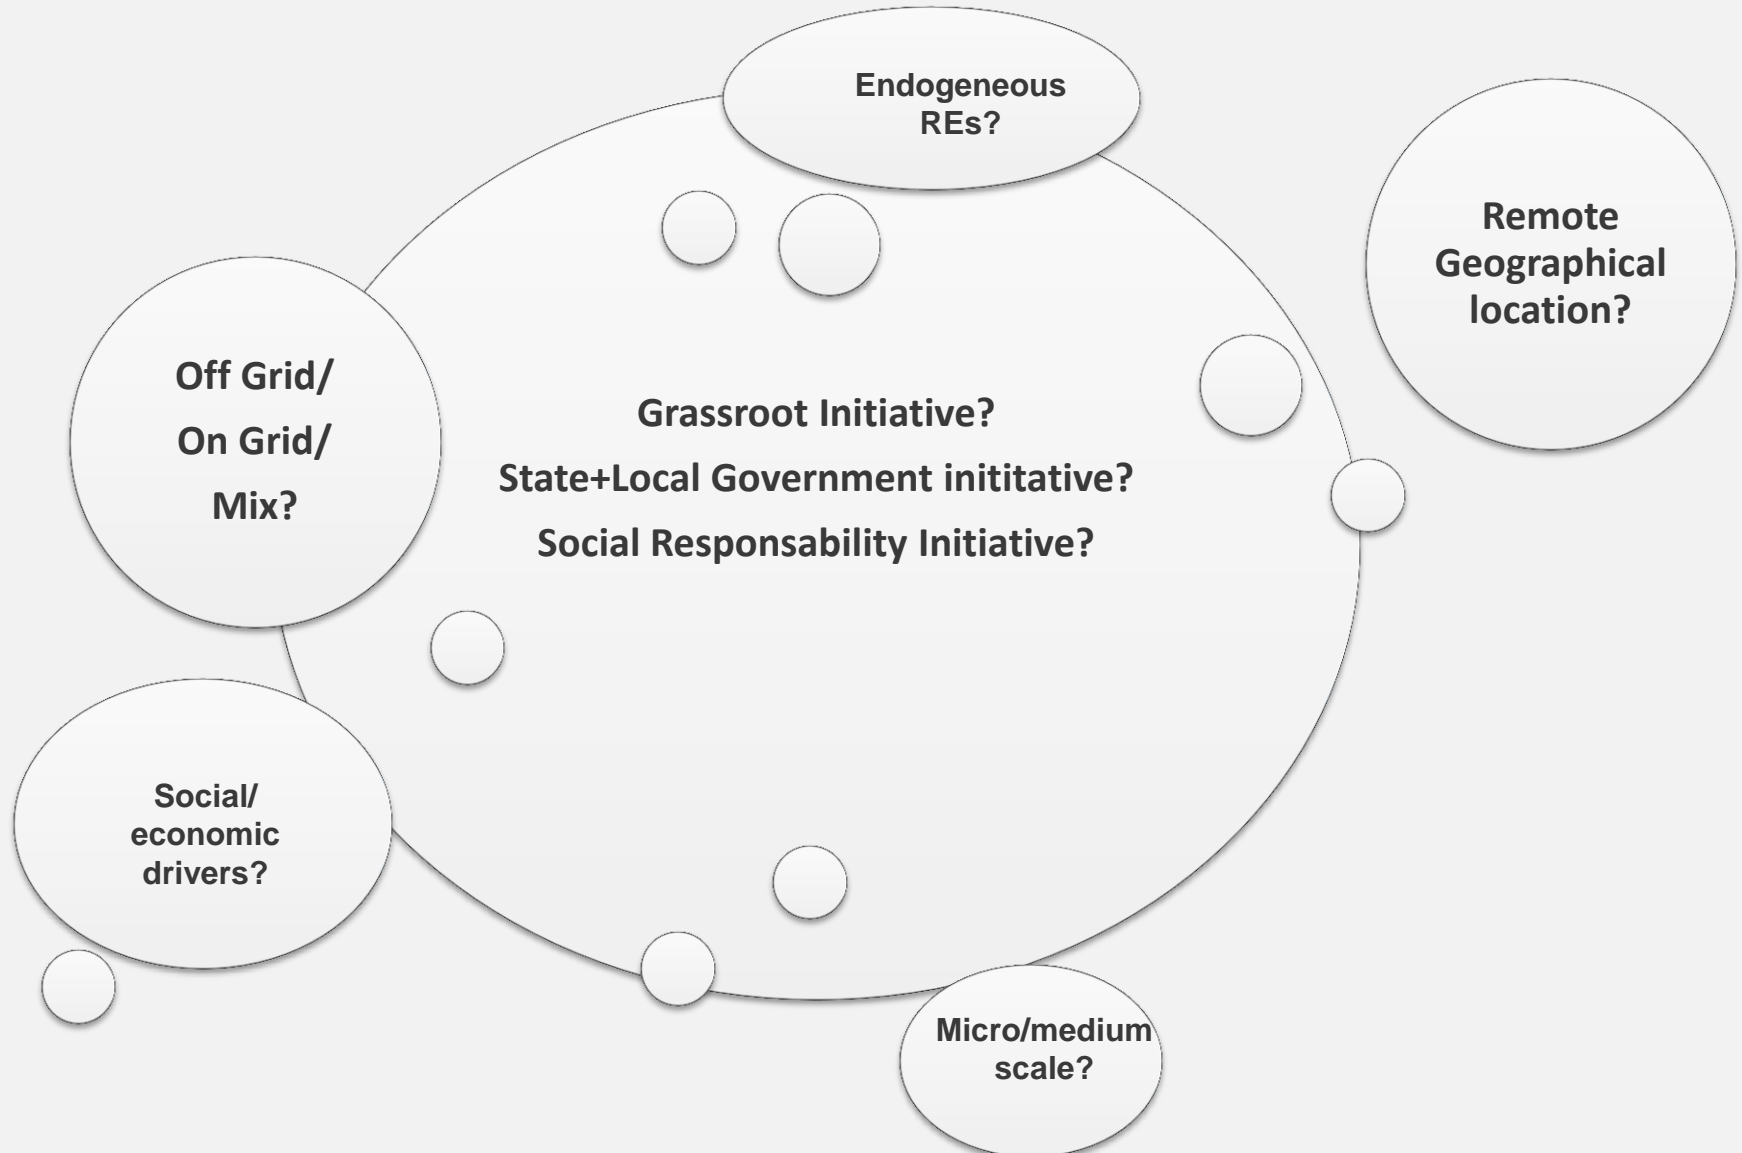 Endogeneous
REs?
Remote
Geographical
location?
Off Grid/
On Grid/
Mix?
Grassroot Initiative?
State+Local Government inititative?
Social Responsability Initiative?
Social/
economic
drivers?
Micro/medium
scale?